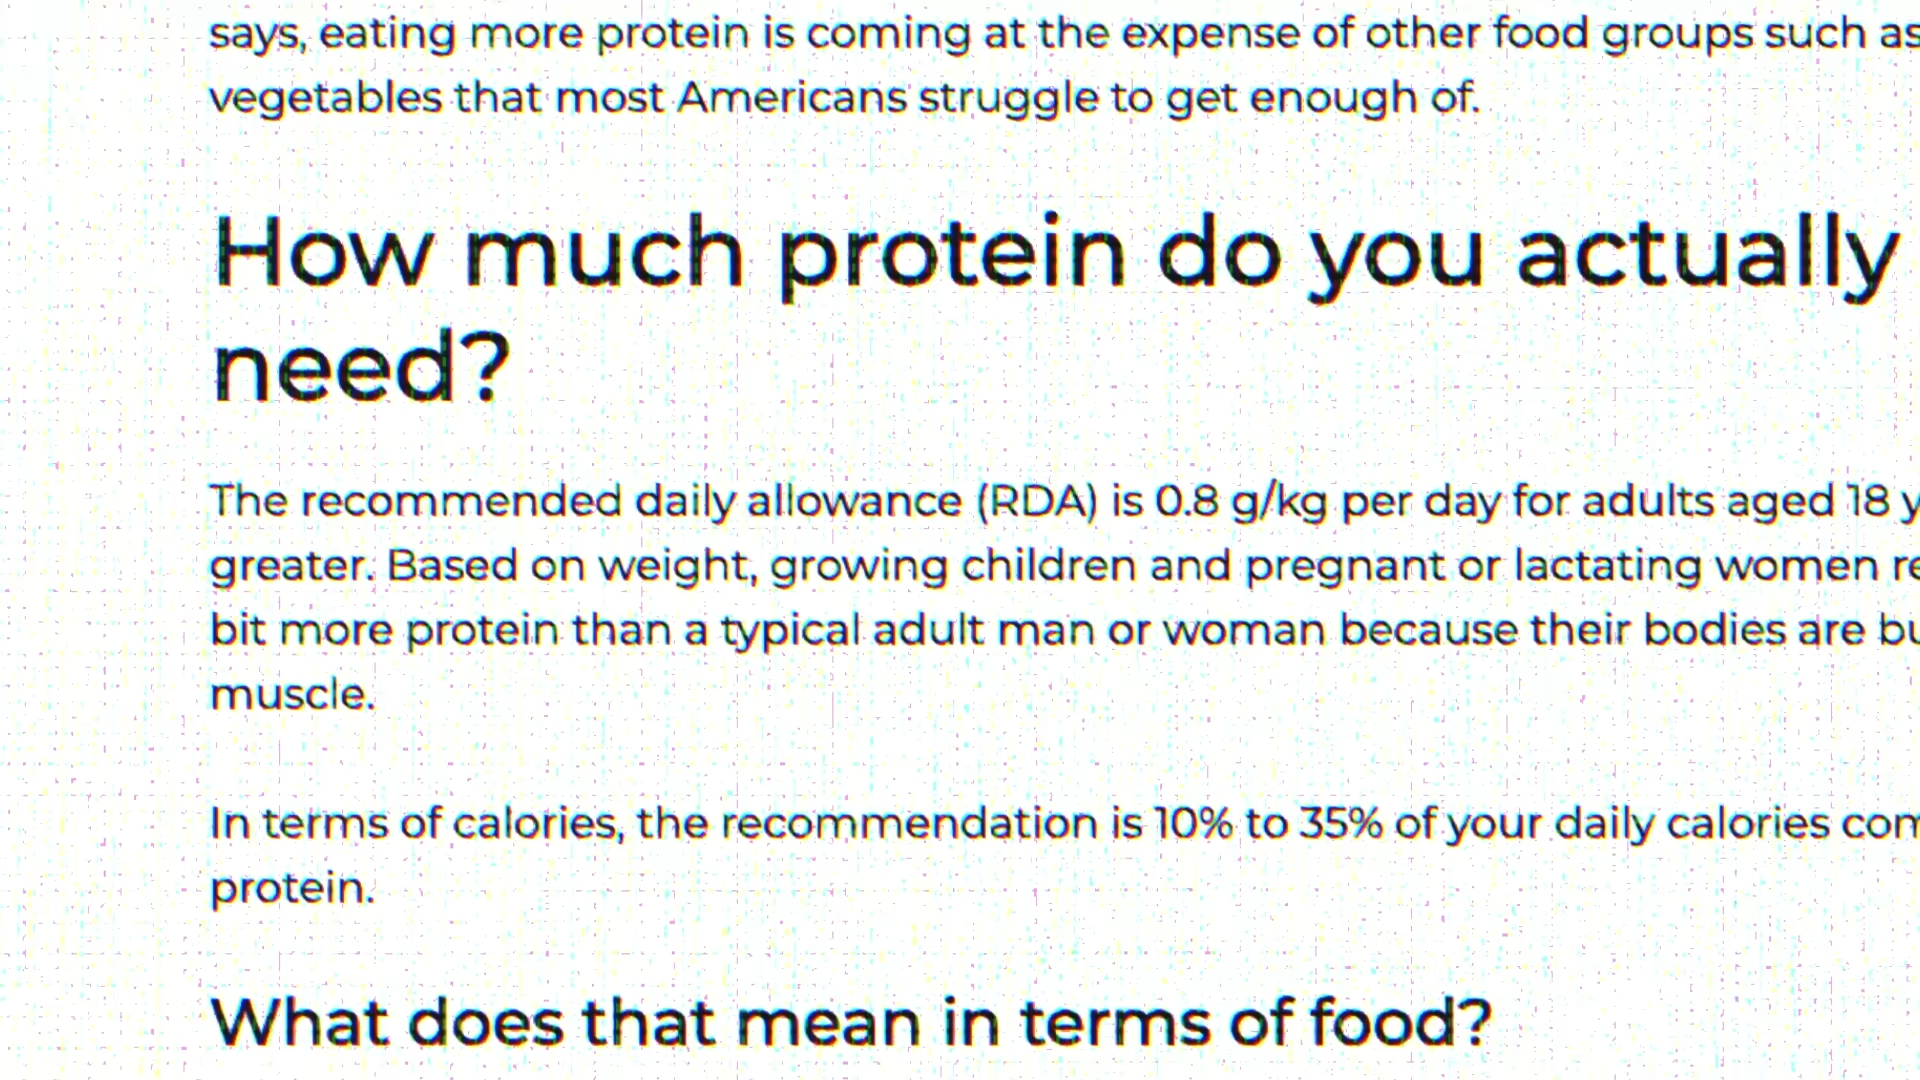 says, eating more protein is coming at the expense of other food groups such as
vegetables that most Americans struggle to get enough of.
How much protein do you actually
need?
The recommended daily allowance (RDA) is 0.8 g/kg per day for adults aged 18 y
greater. Based on weight, growing children and pregnant or lactating women re
bit more protein than a typical adult man or woman because their bodies are bu
muscle.
In terms of calories, the recommendation is 10% to 35% of your daily calories com
protein.
What does that mean in terms of food?